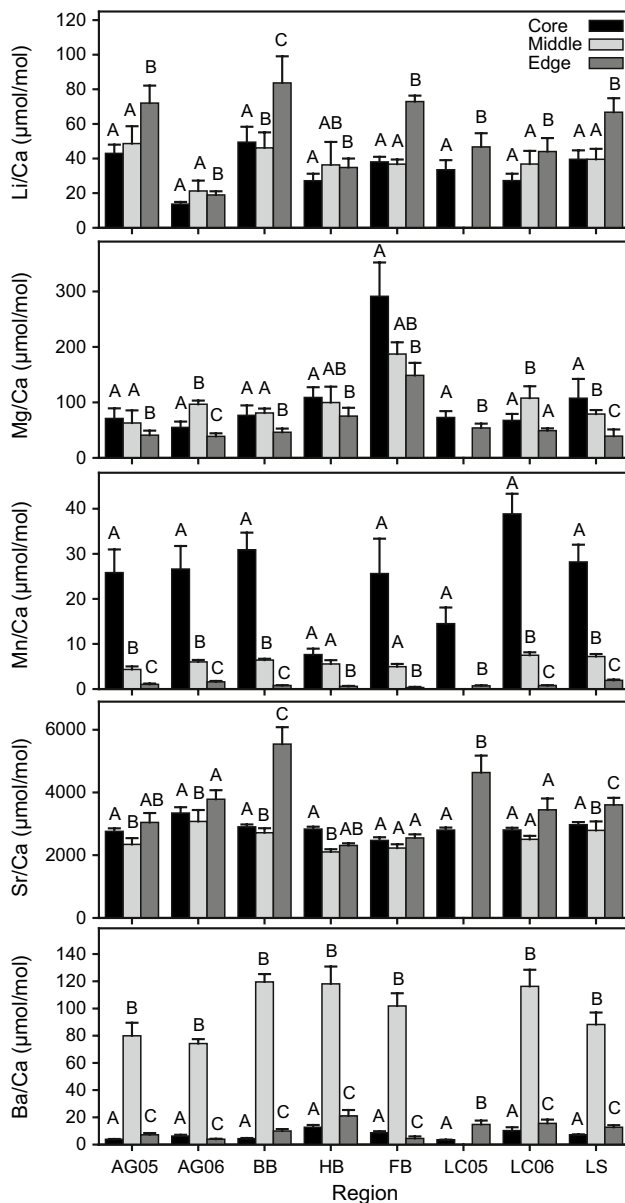 Core
Middle
Edge
Li/Ca (μmol/mol)
120
100
80
60
40
20
0
A A B A A B A B C A AB B A A B A B A A B A A B
Mg/Ca (μmol/mol)
300
200
100
0
A A B A B C A A B A AB B A AB B A B A B A A B C
Mn/Ca (μmol/mol)
40
30
20
10
0
A B C A B C A B C A A B A A B A B A B C A B C
Sr/Ca (μmol/mol)
6000
4000
2000
0
A B AB A A A A B C A B AB A A A A B A A A A B C
Ba/Ca (μmol/mol)
140
120
100
80
60
40
20
0
A B C A B C A B C A B C A B C A B A B C A B C
AG05 AG06 BB HB FB LC05 LC06 LS
Region